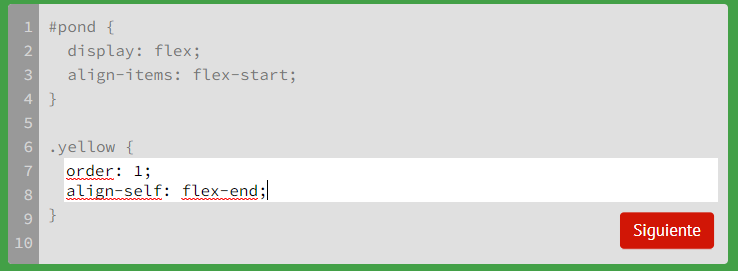 1 #pond {
2 display: flex;
3 align-items: flex-start;
4 }
5
6 .yellow {
7 order: 1;
8 align-self: flex-end;
9 }
10
Siguiente